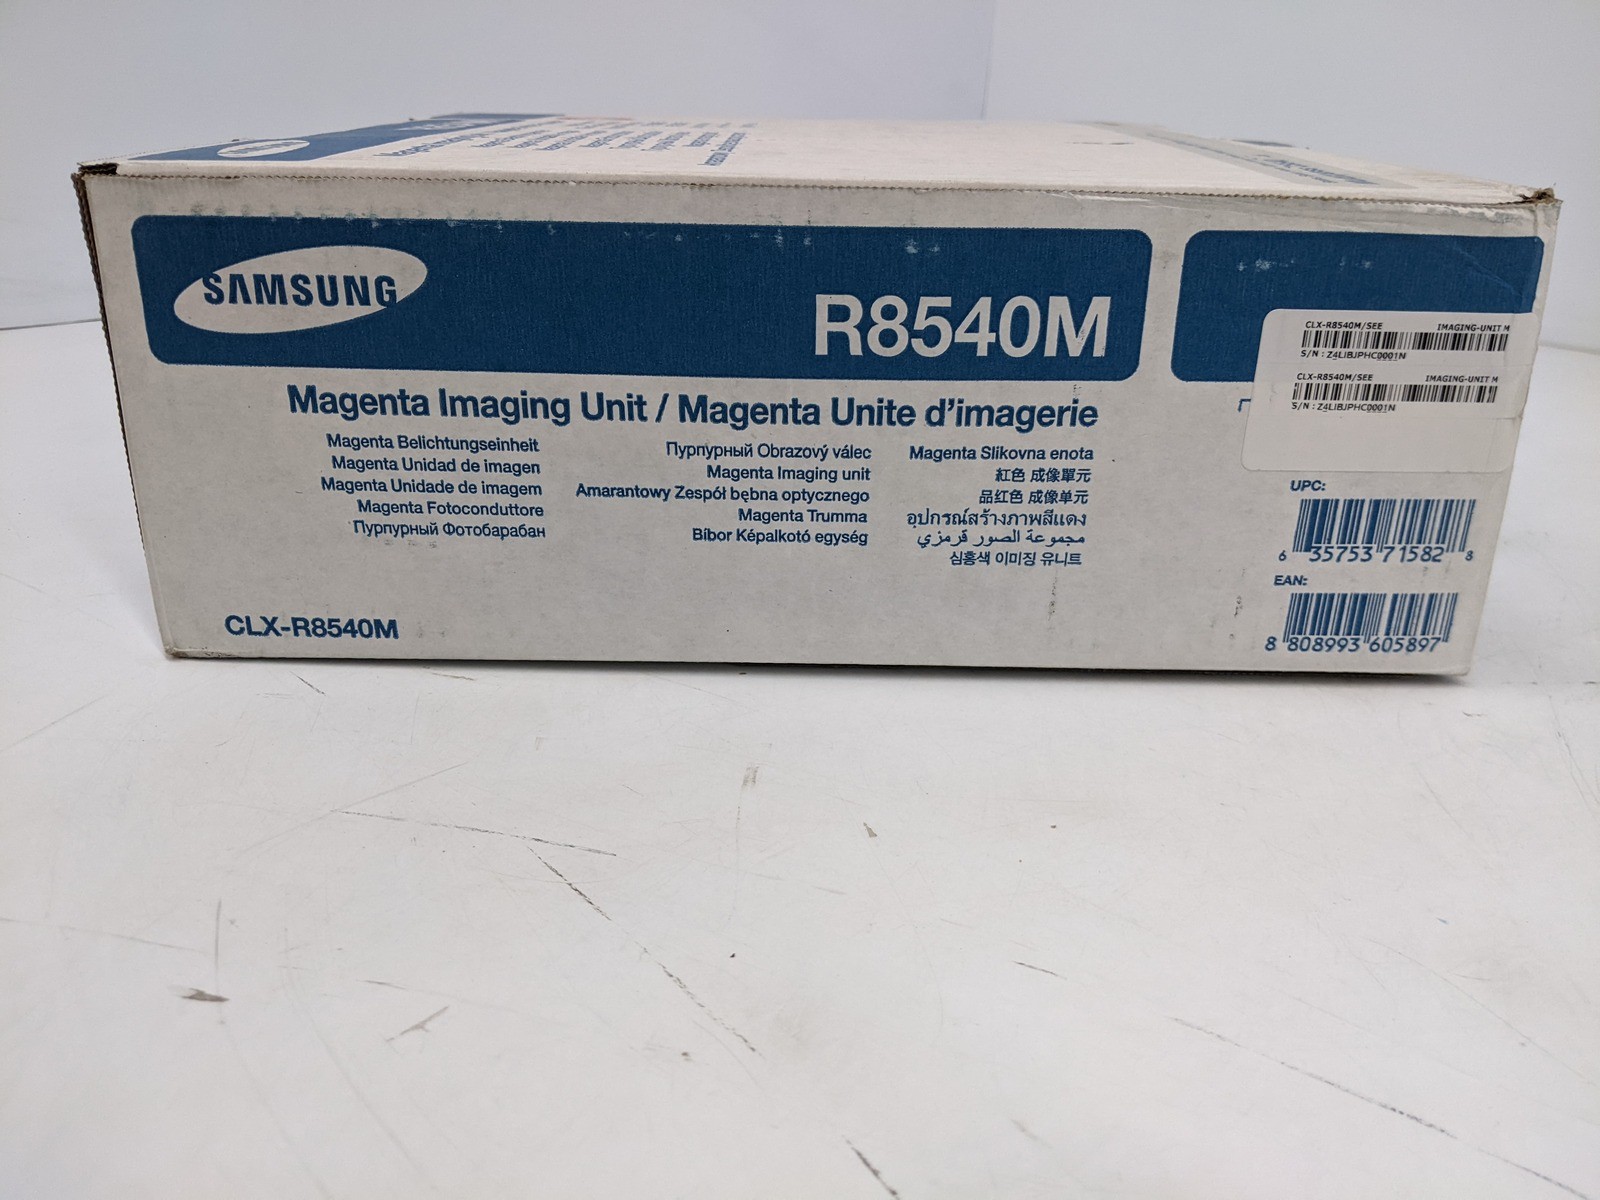 SAMSUNG
R8540M
Magenta Imaging Unit / Magenta Unite d'imagerie
Magenta Belichtungseinheit
Magenta Unidad de imagen
Magenta Unidade de imagem
Magenta Fotoconduttore
Пурпурный Фотобарабан
Пурпурный Obrazový válec
Magenta Imaging unit
Amarantowy Zespół bębna optycznego
Magenta Trumma
Bíbor Képalkotó egység
Magenta Slikovna enota
紅色 成像單元
品红色 成像单元
อุปกรณ์สร้างภาพสีแดง
مجموعة الصور قرمزي
심홍색 이미징 유니트
CLX-R8540M
CLX-R8540M/SEE IMAGING-UNIT M
S/N : Z4LIBJPHC0001N
CLX-R8540M/SEE IMAGING-UNIT M
S/N : Z4LIBJPHC0001N
UPC:
6 35753 71582 8
EAN:
8 808993 605897